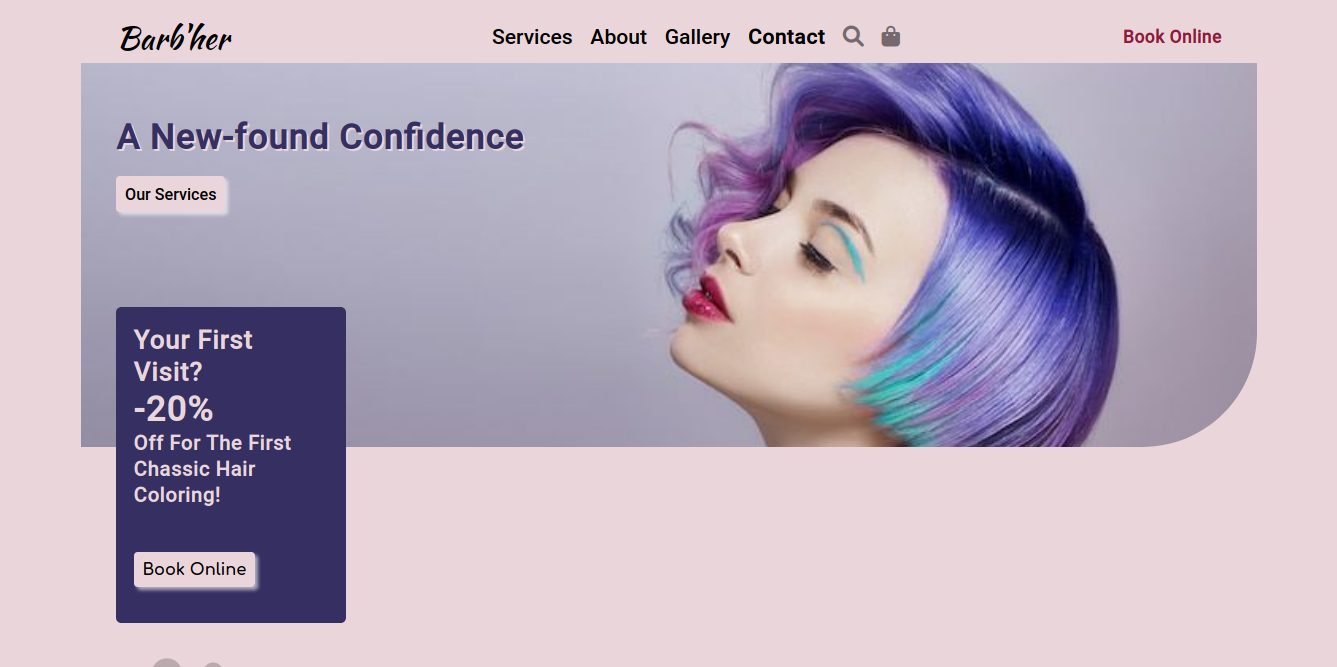 Barb'her
Services About Gallery Contact
Book Online
A New-found Confidence
Our Services
Your First
Visit?
-20%
Off For The First
Chassic Hair
Coloring!
Book Online